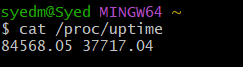 syedm@Syed MINGW64 ~
$ cat /proc/uptime
84568.05 37717.04